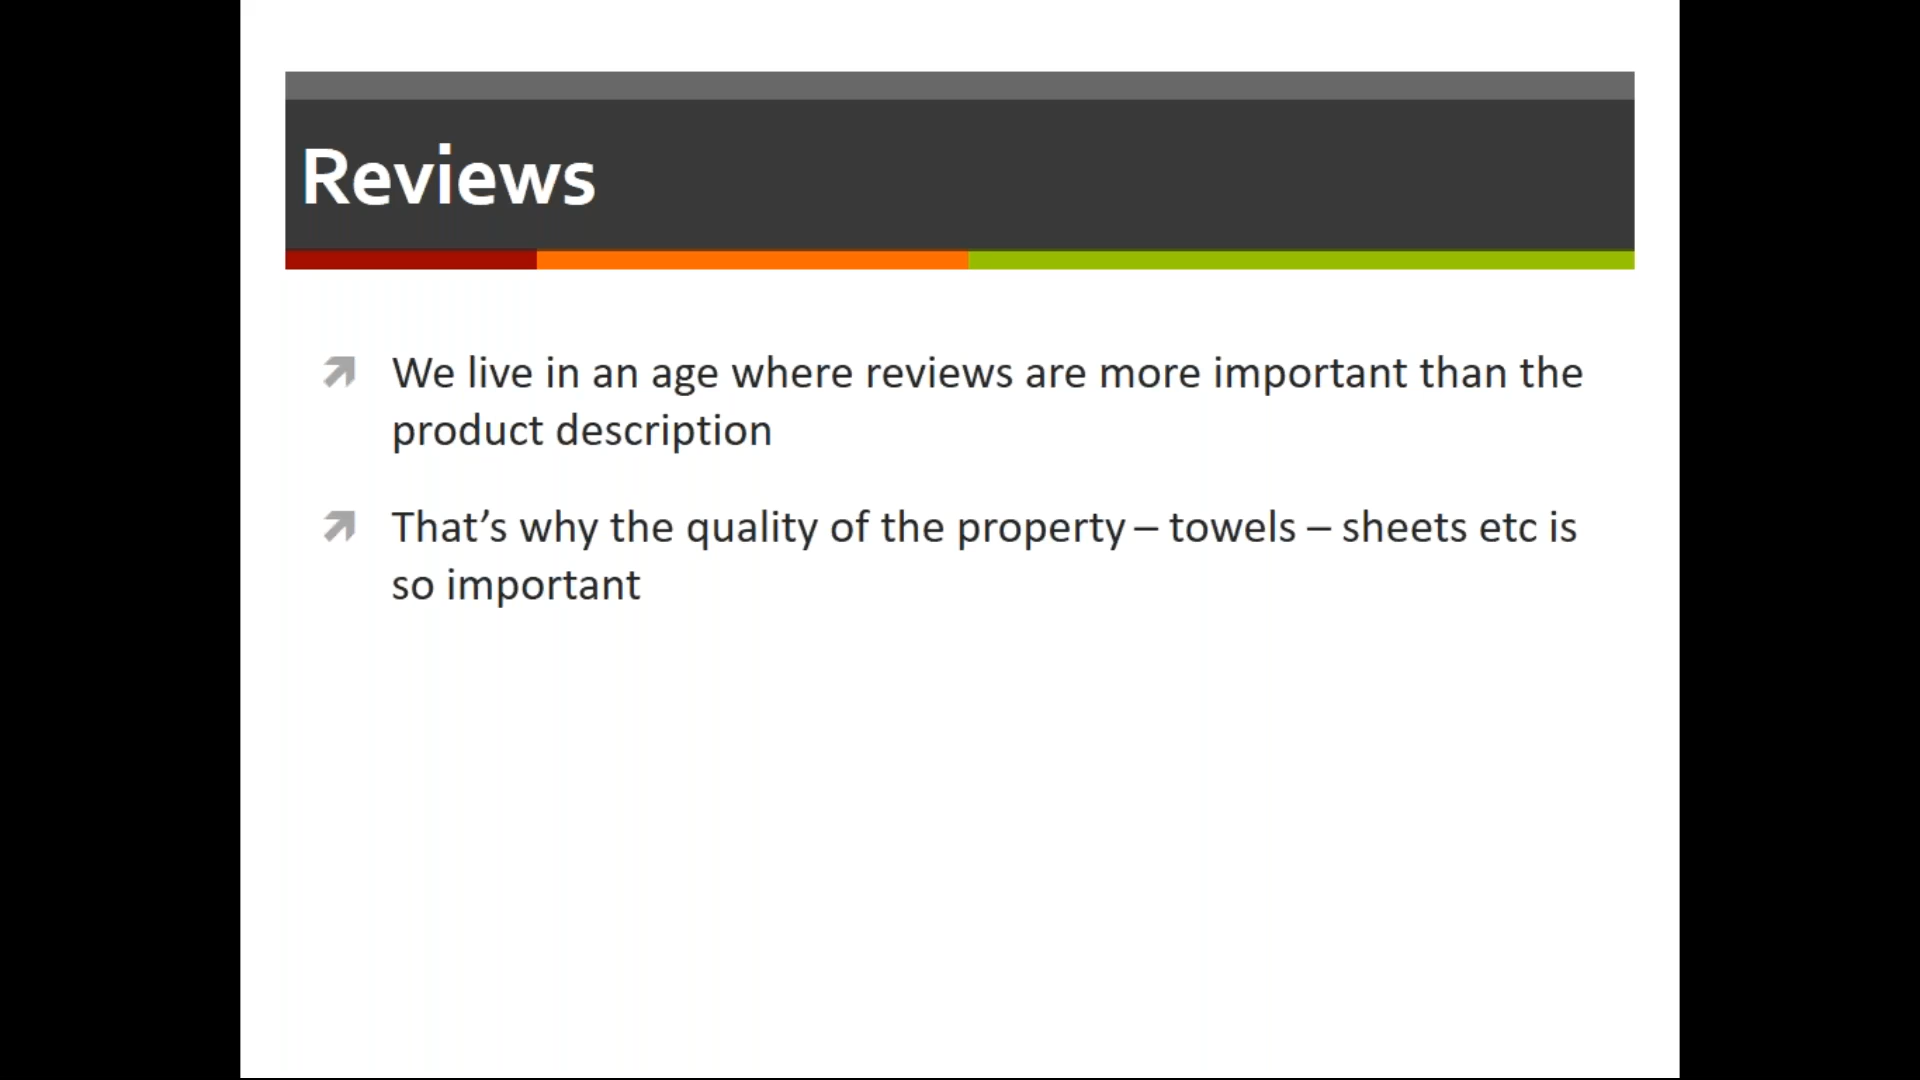 Reviews
We live in an age where reviews are more important than the
product description
That’s why the quality of the property – towels – sheets etc is
so important